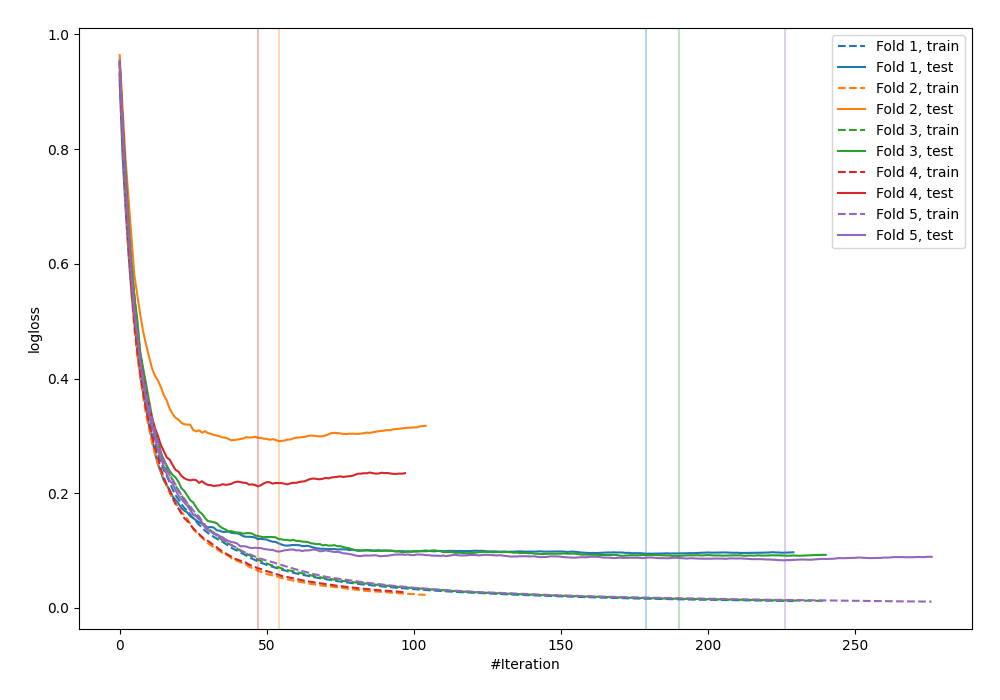 1.0
0.8
0.6
0.4
0.2
0.0
logloss
0
50
100
150
200
250
#Iteration
Fold 1, train
Fold 1, test
Fold 2, train
Fold 2, test
Fold 3, train
Fold 3, test
Fold 4, train
Fold 4, test
Fold 5, train
Fold 5, test